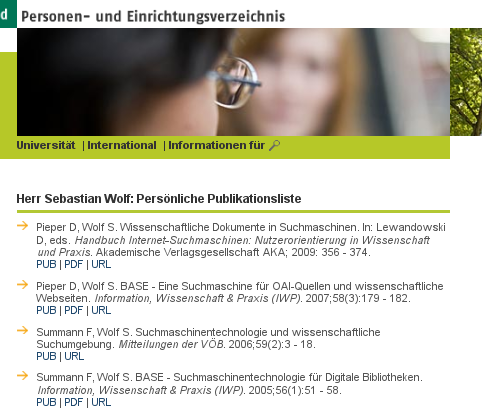 d
Personen- und Einrichtungsverzeichnis
Universität | International | Informationen für
Herr Sebastian Wolf: Persönliche Publikationsliste
Pieper D, Wolf S. Wissenschaftliche Dokumente in Suchmaschinen. In: Lewandowski
D, eds. Handbuch Internet-Suchmaschinen: Nutzerorientierung in Wissenschaft
und Praxis. Akademische Verlagsgesellschaft AKA; 2009: 356 - 374.
PUB | PDF | URL
Pieper D, Wolf S. BASE - Eine Suchmaschine für OAI-Quellen und wissenschaftliche
Webseiten. Information, Wissenschaft & Praxis (IWP). 2007;58(3):179 - 182.
PUB | PDF | URL
Summann F, Wolf S. Suchmaschinentechnologie und wissenschaftliche
Suchumgebung. Mitteilungen der VÖB. 2006;59(2):3 - 18.
PUB | URL
Summann F, Wolf S. BASE - Suchmaschinentechnologie für Digitale Bibliotheken.
Information, Wissenschaft & Praxis (IWP). 2005;56(1):51 - 58.
PUB | PDF | URL